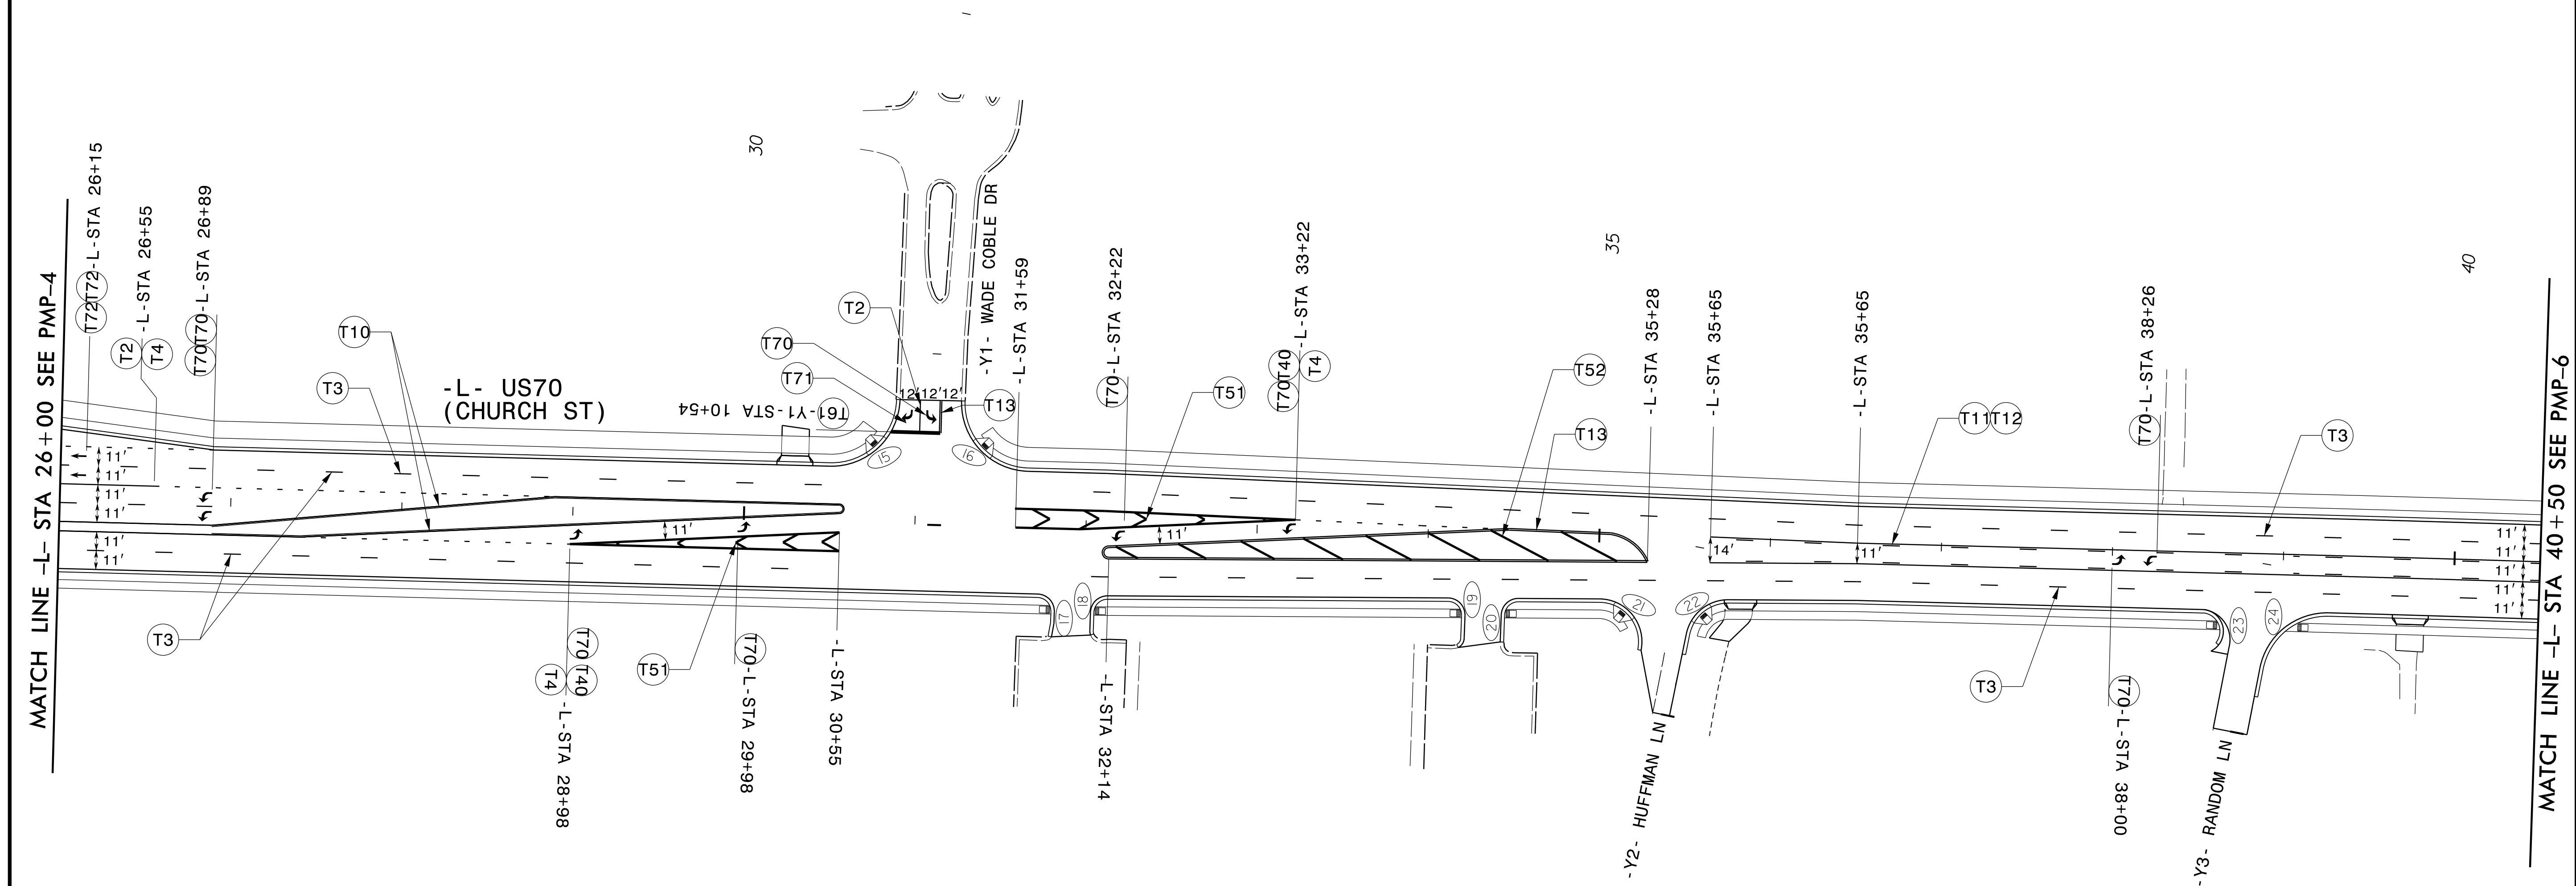 MATCH LINE -L- STA 26+00 SEE PMP-4
T72 T72-L-STA 26+15
T2 T4 -L-STA 26+55
T70 T70-L-STA 26+89
T10
T3
-L- US70
(CHURCH ST)
30
T2
T70
T71
T61-Y1-STA 10+54
12' 12' 12'
T13
-Y1- WADE COBLE DR
-L-STA 31+59
T70-L-STA 32+22
T51
T70 T40 T4 -L-STA 33+22
35
T52
T13
-L-STA 35+28
-L-STA 35+65
-L-STA 35+65
T11 T12
T70-L-STA 38+26
T3
40
MATCH LINE -L- STA 40+50 SEE PMP-6
11'
11'
11'
11'
11'
11'
11'
11'
15
16
14'
11'
11'
11'
11'
11'
11'
T3
T4 T70 T40 -L-STA 28+98
T51
T70-L-STA 29+98
-L-STA 30+55
17
18
-L-STA 32+14
19
20
21
22
-Y2- HUFFMAN LN
T3
T70-L-STA 38+00
23
24
-Y3- RANDOM LN